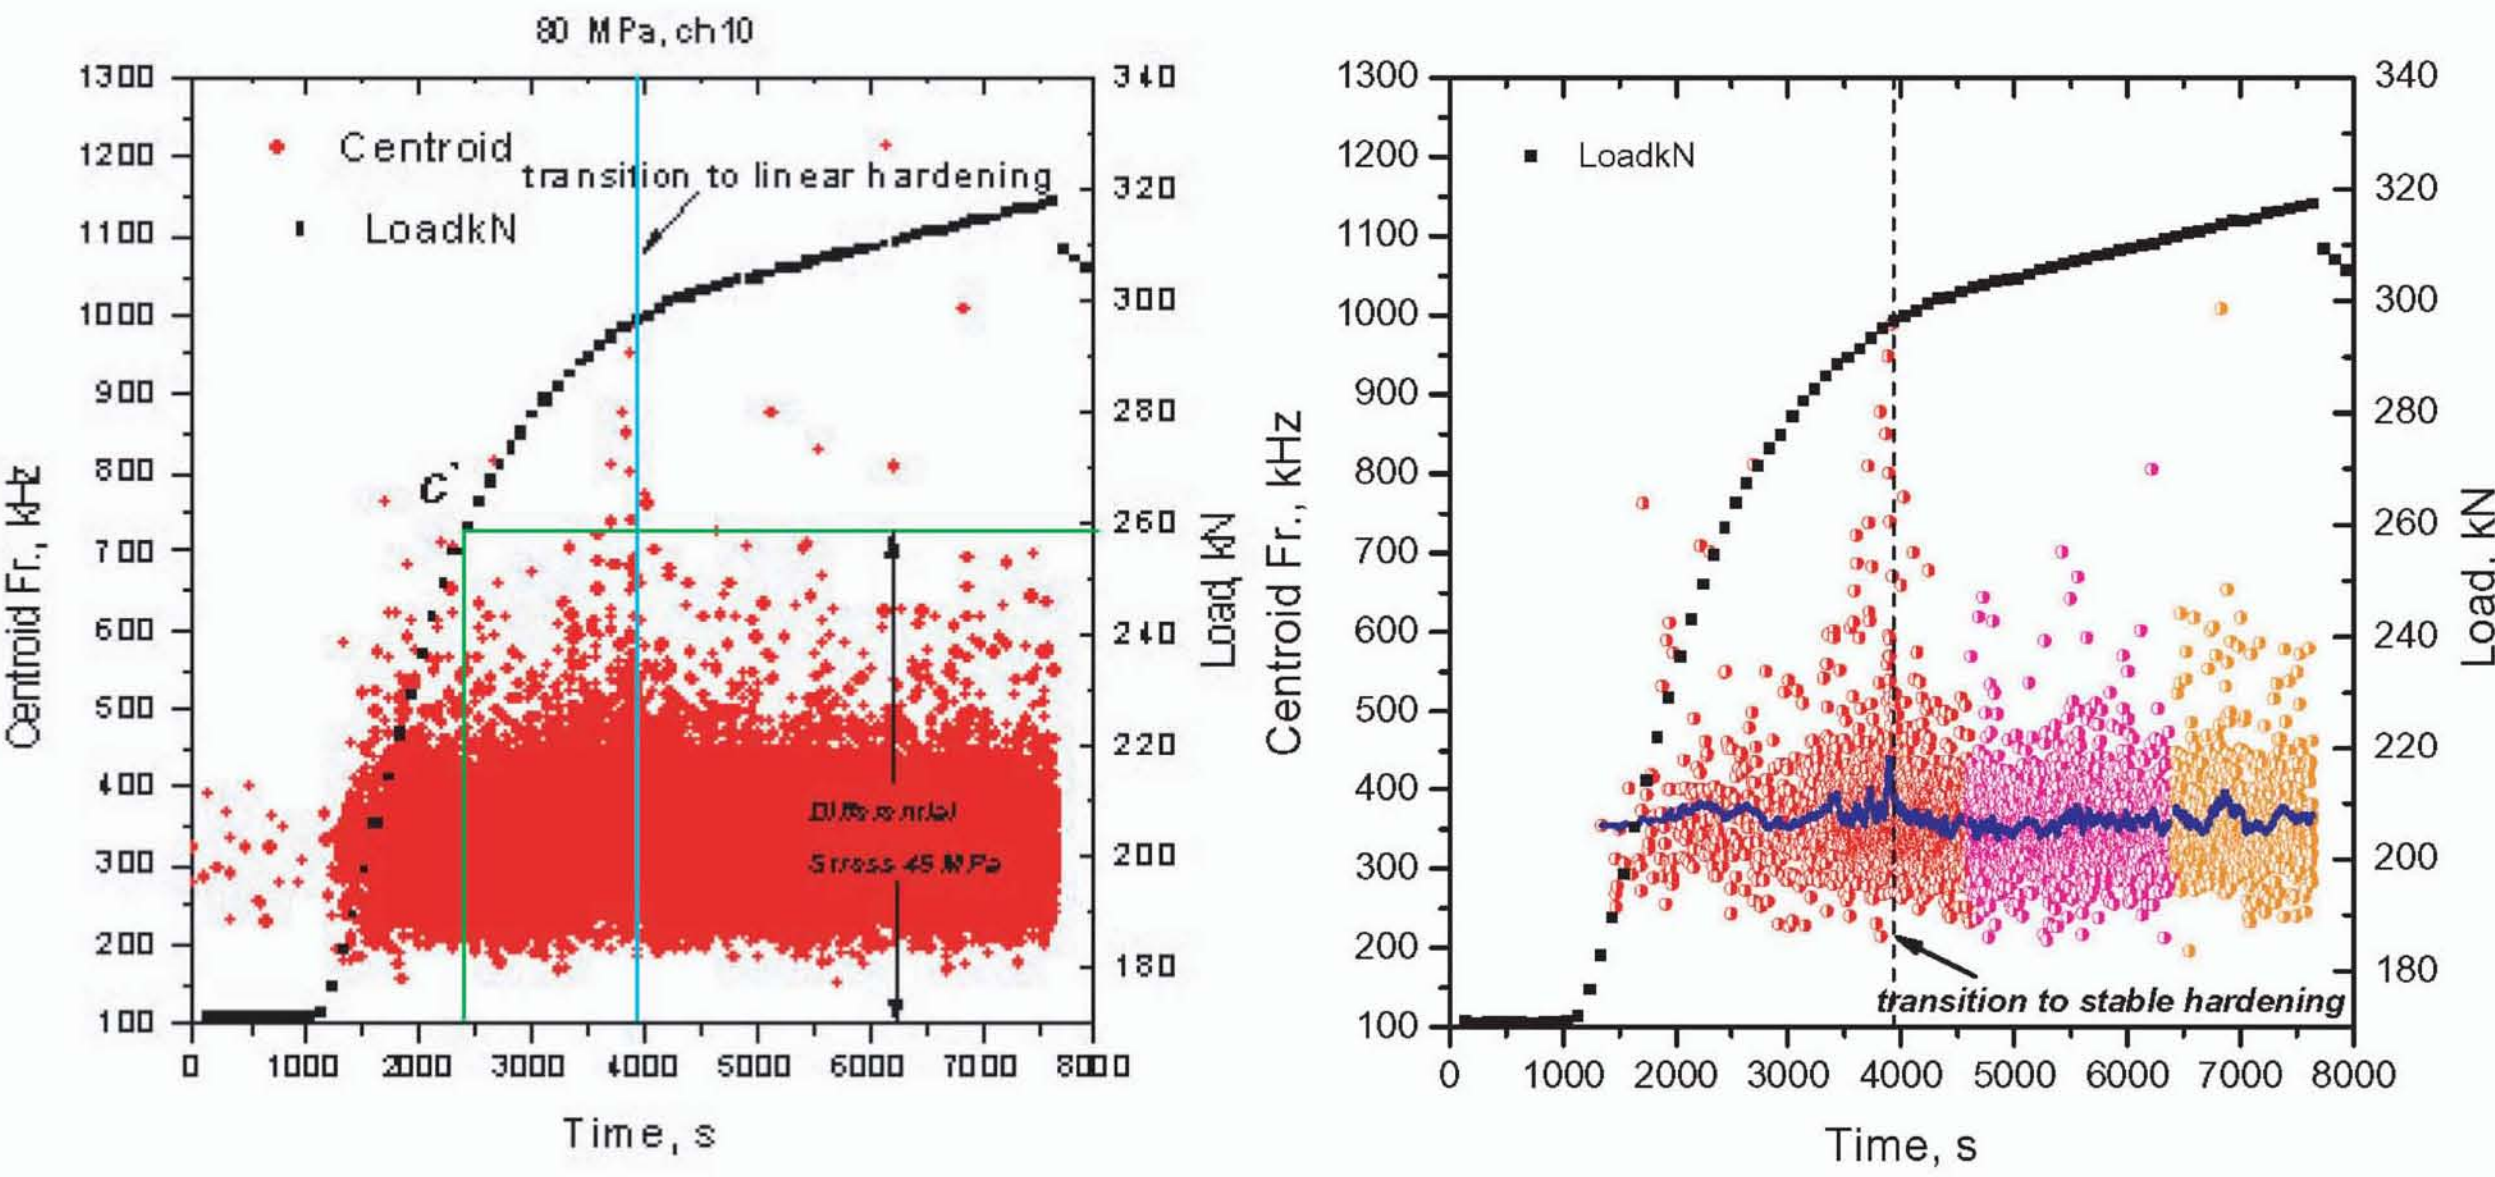 80 MPa, ch10
1300
1200
1100
1000
900
800
700
600
500
400
300
200
100
Centroid Fr., kHz
Centroid
LoadkN
transition to linear hardening
C'
Differential
Stress 45 MPa
340
320
300
280
260
240
220
200
180
Load, kN
0 1000 2000 3000 4000 5000 6000 7000 8000
Time, s
1300
1200
1100
1000
900
800
700
600
500
400
300
200
100
Centroid Fr., kHz
LoadkN
transition to stable hardening
340
320
300
280
260
240
220
200
180
Load, kN
0 1000 2000 3000 4000 5000 6000 7000 8000
Time, s